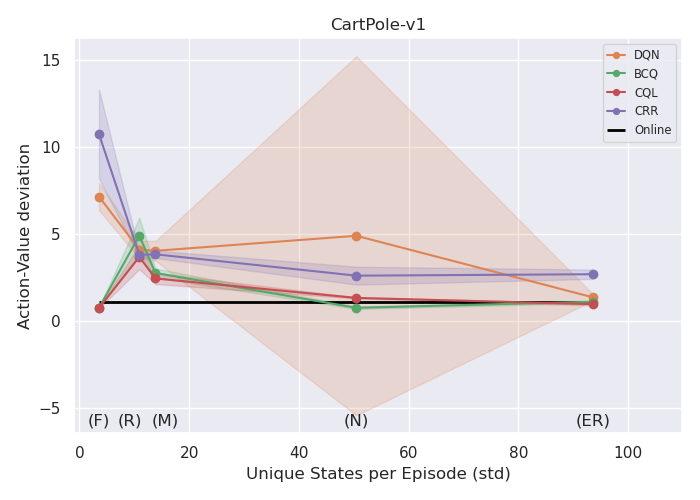 CartPole-v1
15
10
5
0
−5
Action-Value deviation
DQN
BCQ
CQL
CRR
Online
(F) (R) (M) (N) (ER)
0 20 40 60 80 100
Unique States per Episode (std)